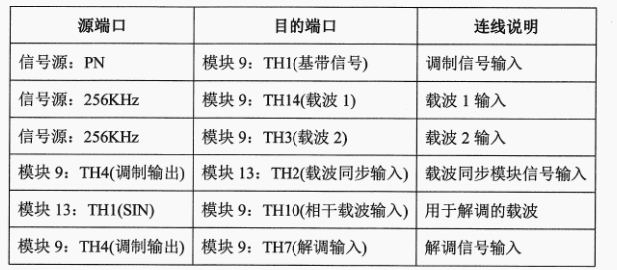 源端口 目的端口 连线说明
信号源：PN 模块 9：TH1(基带信号) 调制信号输入
信号源：256KHz 模块 9：TH14(载波 1) 载波 1 输入
信号源：256KHz 模块 9：TH3(载波 2) 载波 2 输入
模块 9：TH4(调制输出) 模块 13：TH2(载波同步输入) 载波同步模块信号输入
模块 13：TH1(SIN) 模块 9：TH10(相干载波输入) 用于解调的载波
模块 9：TH4(调制输出) 模块 9：TH7(解调输入) 解调信号输入